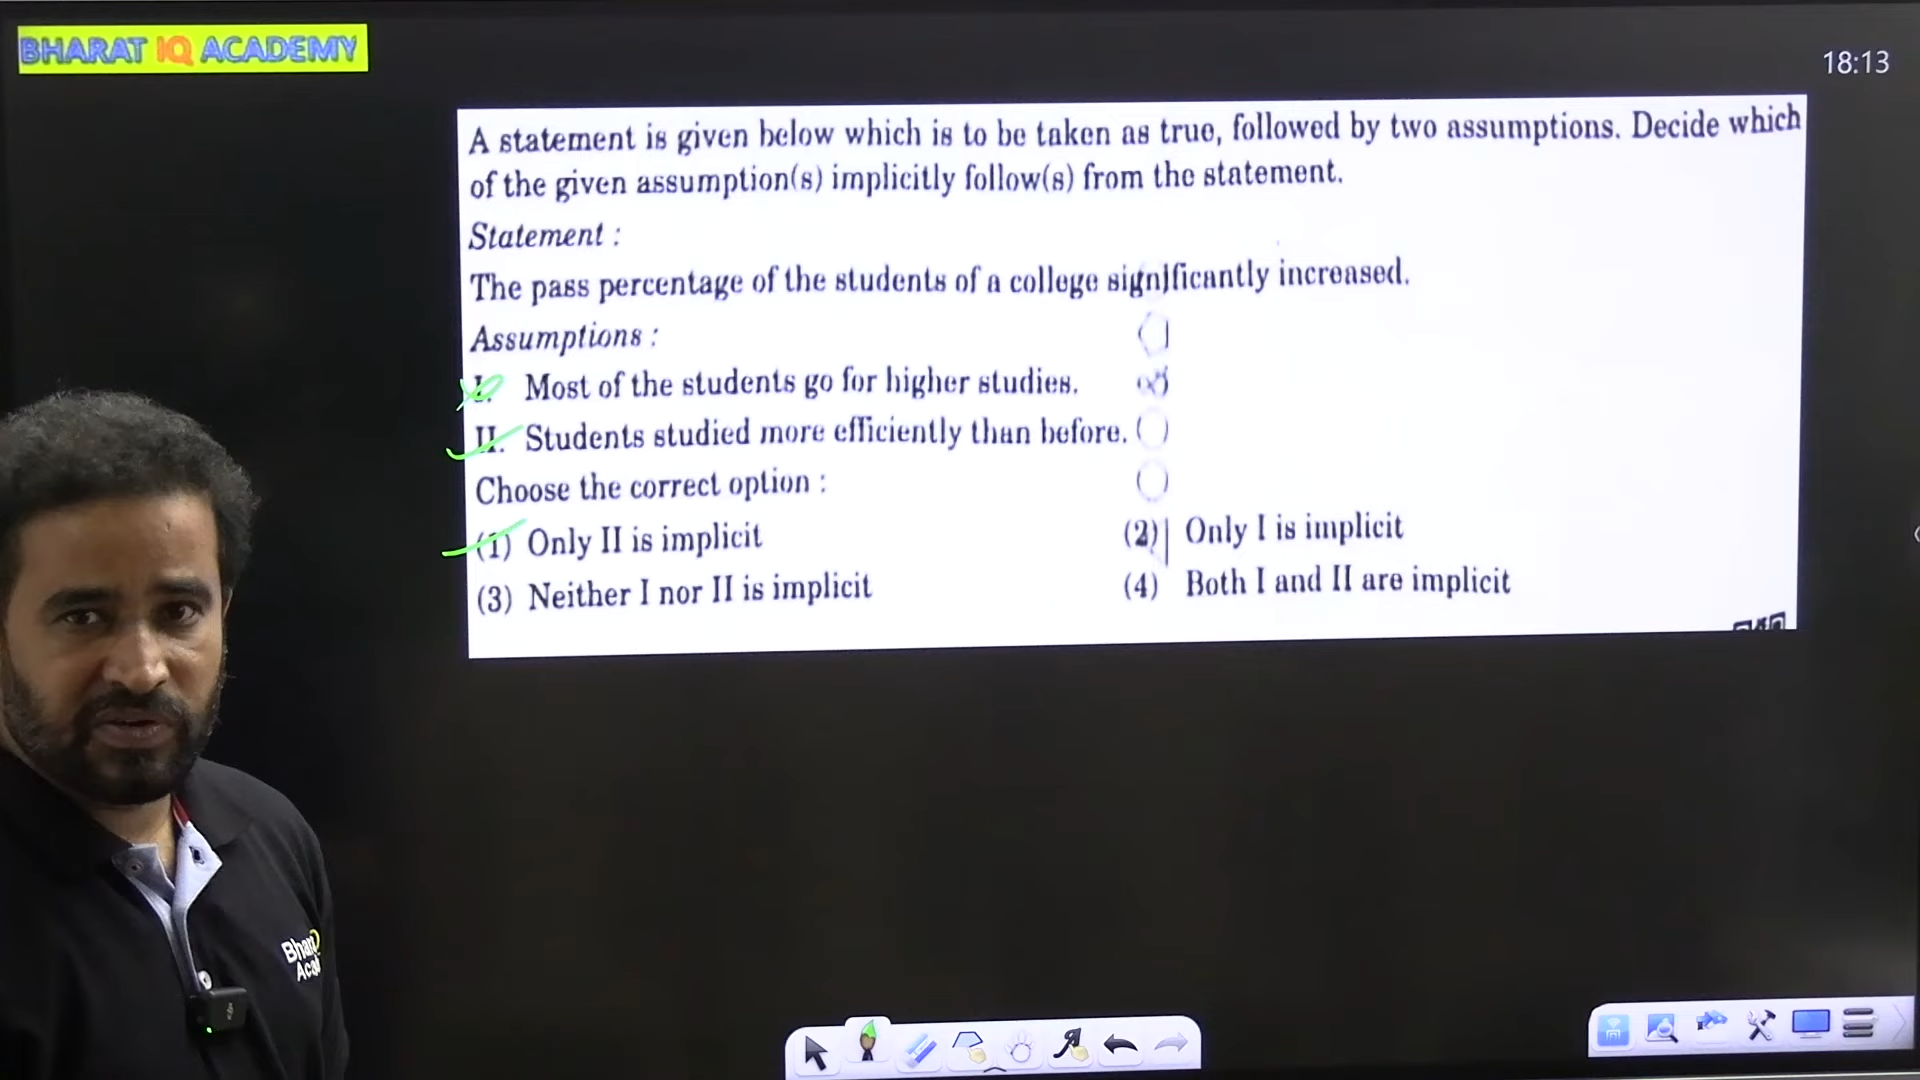 BHARAT IQ ACADEMY
18:13
A statement is given below which is to be taken as true, followed by two assumptions. Decide which
of the given assumption(s) implicitly follow(s) from the statement.
Statement :
The pass percentage of the students of a college significantly increased.
Assumptions :
I. Most of the students go for higher studies.
II. Students studied more efficiently than before.
Choose the correct option :
(1) Only II is implicit (2) Only I is implicit
(3) Neither I nor II is implicit (4) Both I and II are implicit